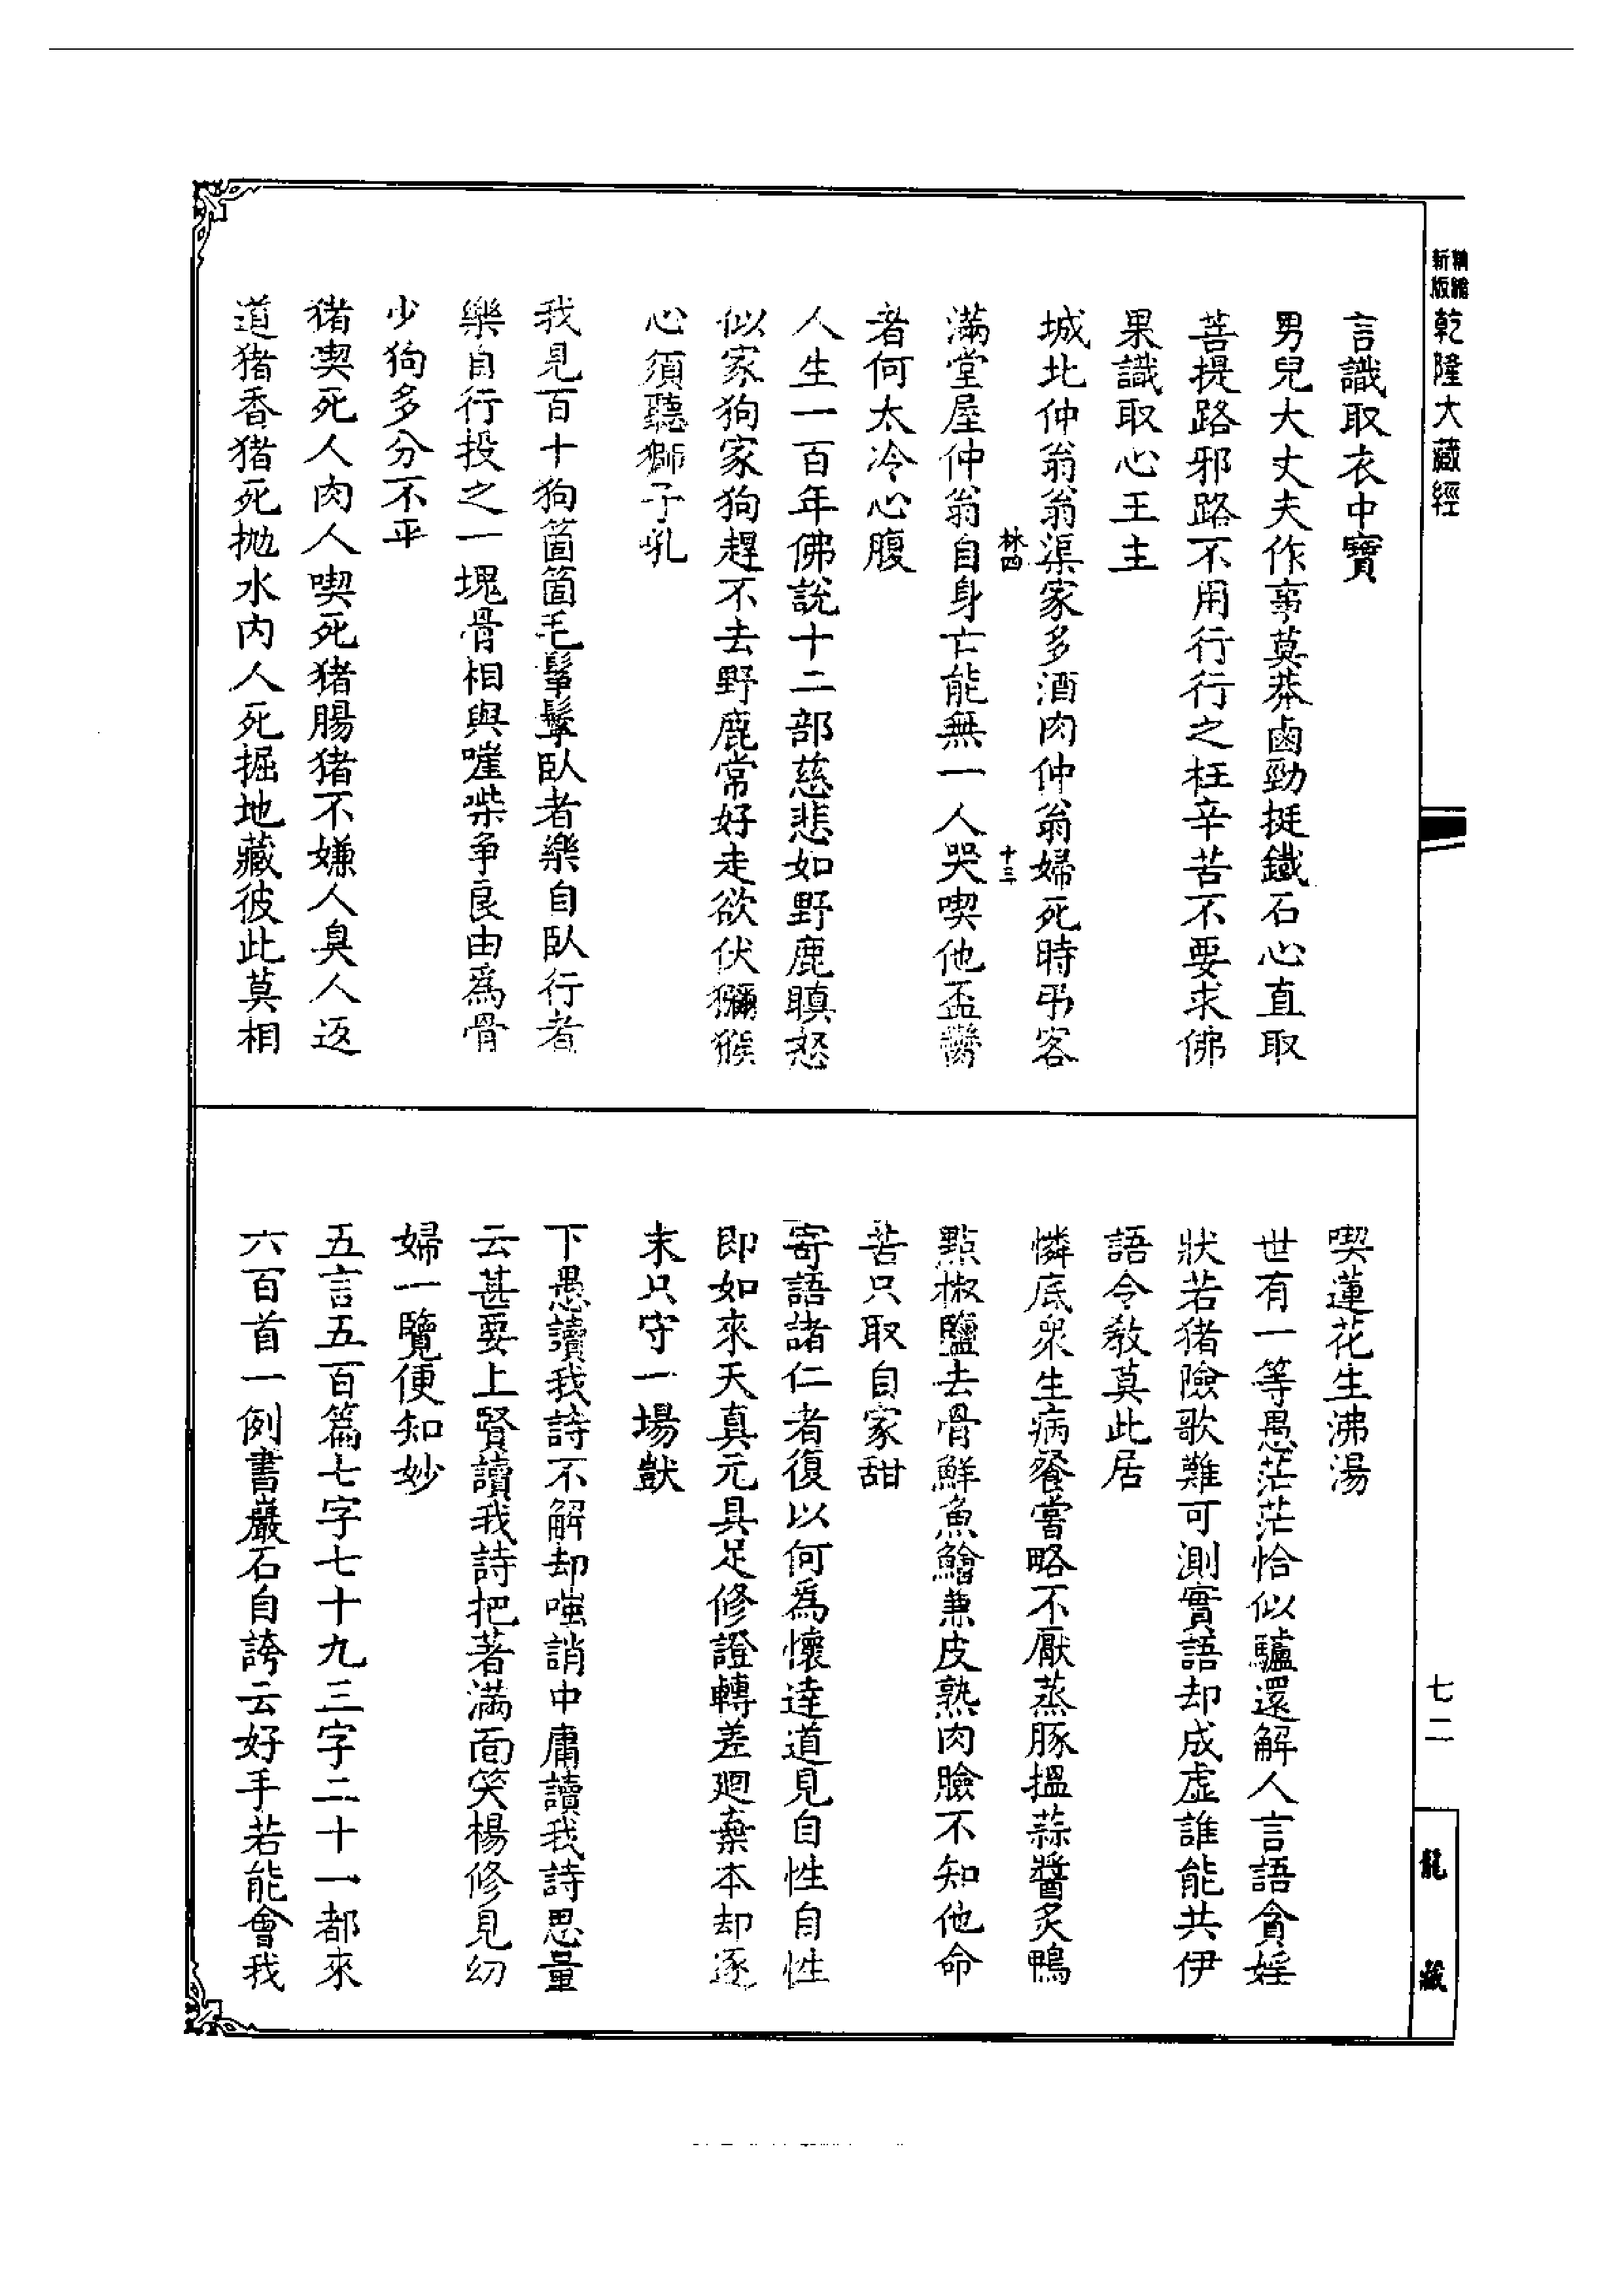 精縮
新版
乾隆大藏經
言識取衣中寶
男兒大丈夫作事莫莽鹵勁挺鐵石心直取
菩提路邪路不用行行之枉辛苦不要求佛
果識取心王主
城北仲翁翁渠家多酒肉仲翁婦死時弔客
林四
十三
滿堂屋仲翁自身亡能無一人哭喫他盃臠
者何太冷心腹
人生一百年佛說十二部慈悲如野鹿瞋怒
似家狗家狗趕不去野鹿常好走欲伏獼猴
心須聽獅子吼
我見百十狗箇箇毛鬇鬡臥者樂自臥行者
樂自行投之一塊骨相與啀喍爭良由為骨
少狗多分不平
猪喫死人肉人喫死猪腸猪不嫌人臭人返
道猪香猪死抛水內人死掘地藏彼此莫相
喫蓮花生沸湯
世有一等愚茫茫恰似驢還解人言語貪婬
狀若猪險歌難可測實語却成虛誰能共伊
語令教莫此居
憐底眾生病餐嘗略不厭蒸豚搵蒜醬炙鴨
點椒鹽去骨鮮魚鱠兼皮熟肉臉不知他命
苦只取自家甜
寄語諸仁者復以何為懷達道見自性自性
即如來天真元具足修證轉差廻棄本却逐
末只守一場獃
下愚讀我詩不解却嗤誚中庸讀我詩思量
云甚要上賢讀我詩把著滿面笑楊修見幼
婦一覽便知妙
五言五百篇七字七十九三字二十一都來
六百首一例書巖石自誇云好手若能會我
七二
龍藏